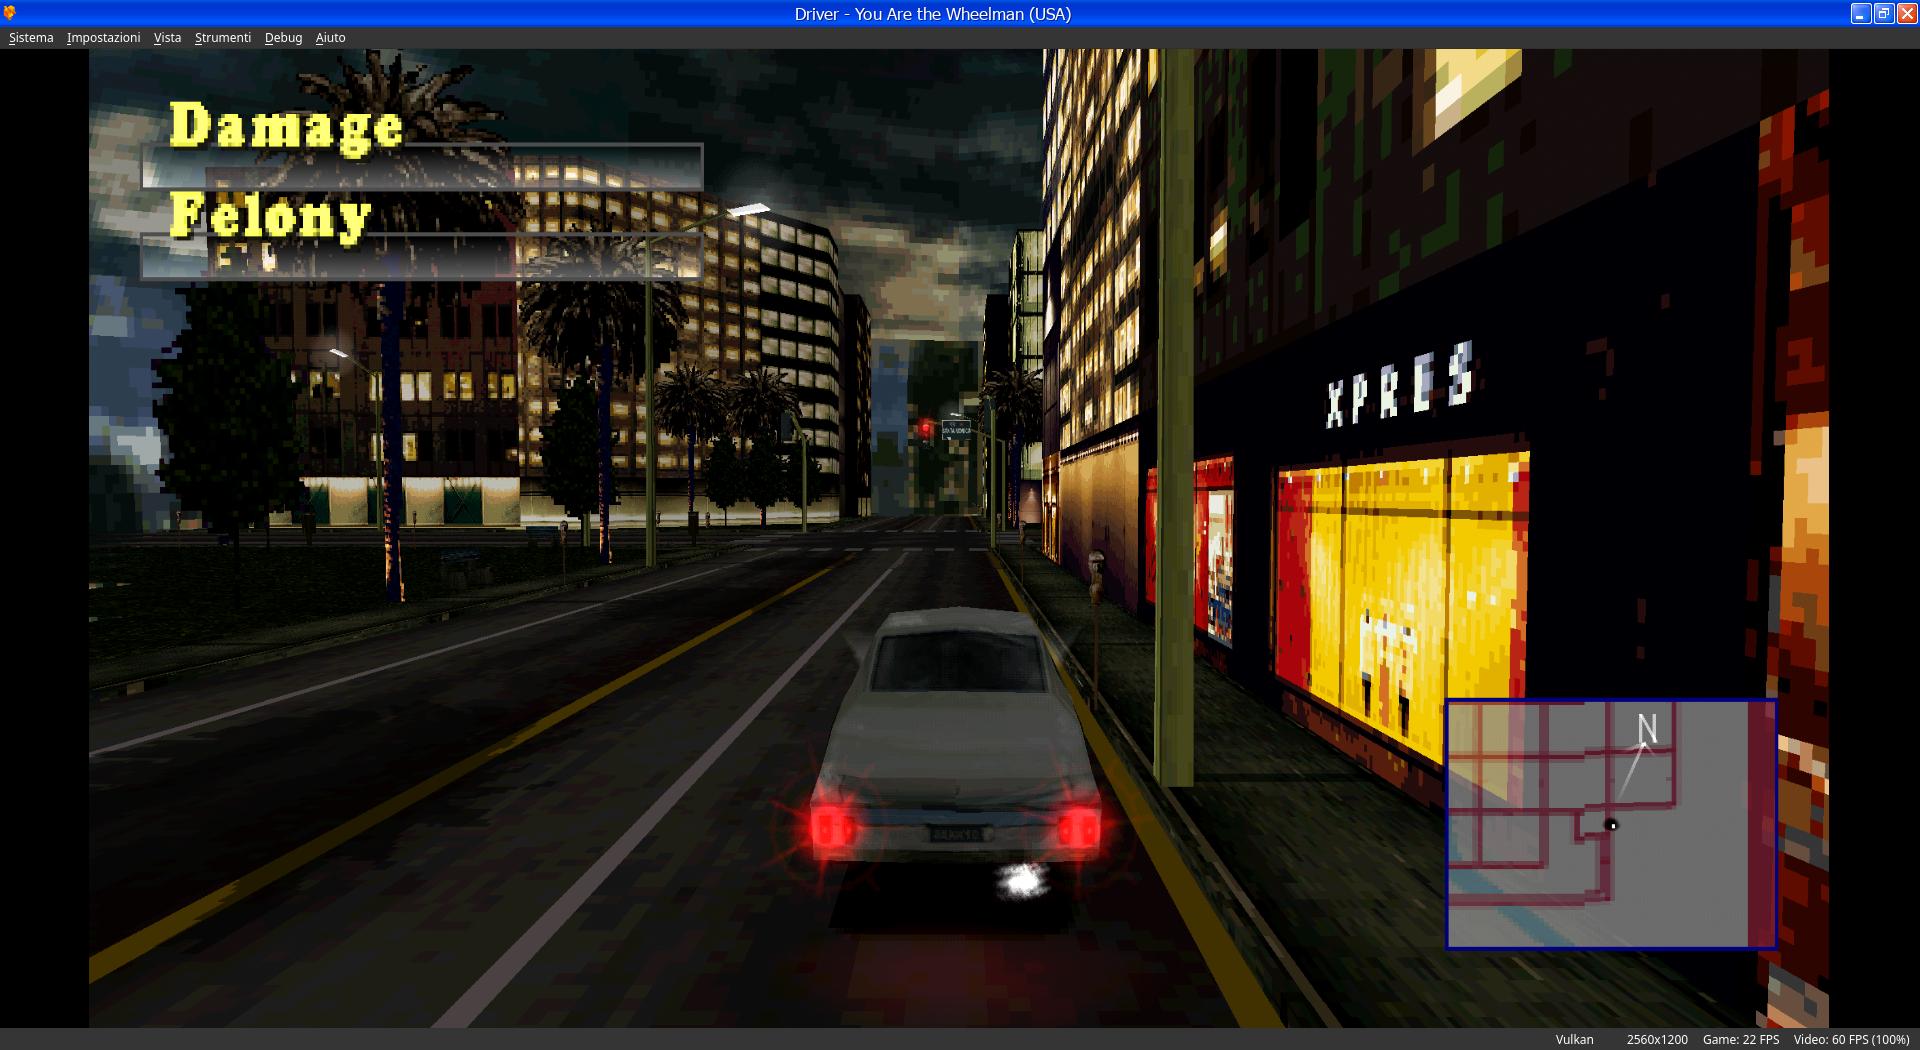 Driver - You Are the Wheelman (USA)
Sistema Impostazioni Vista Strumenti Debug Aiuto
Damage
Felony
XPRES
N
Vulkan 2560x1200 Game: 22 FPS Video: 60 FPS (100%)